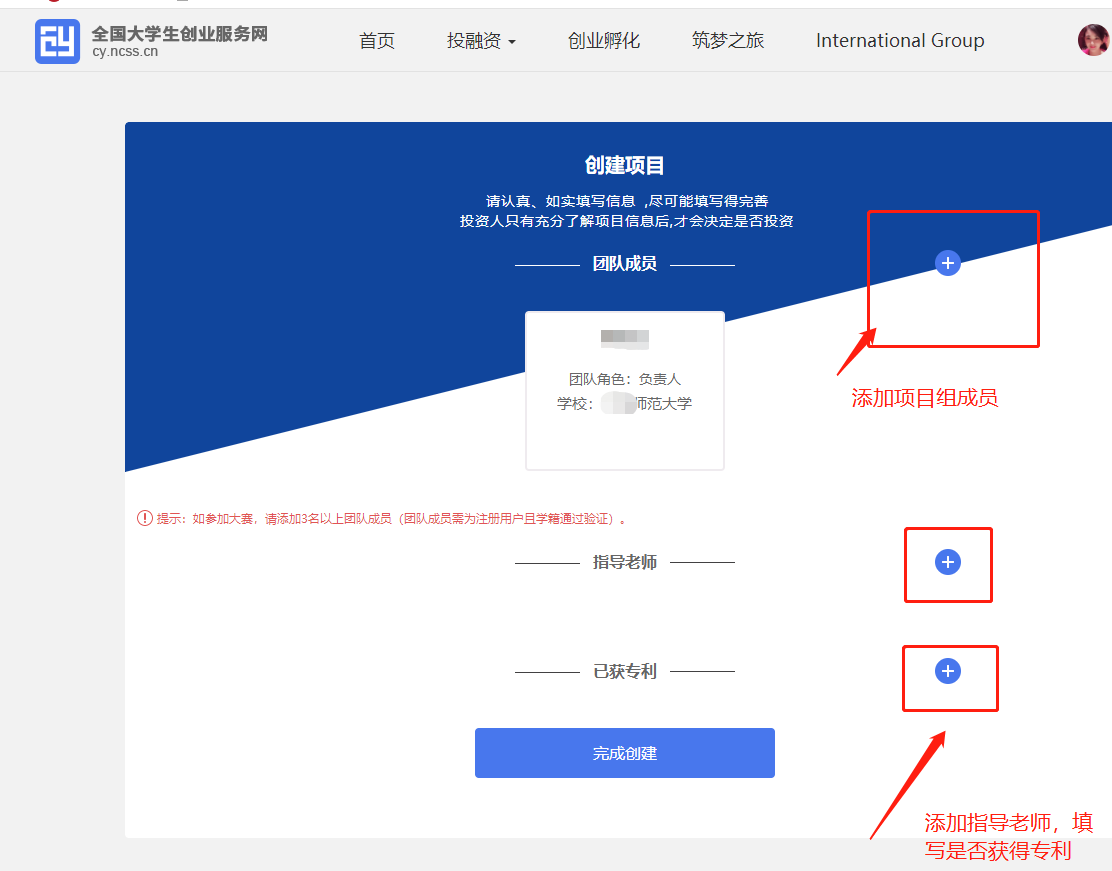 全国大学生创业服务网
cy.ncss.cn
首页
投融资
创业孵化
筑梦之旅
International Group
创建项目
请认真、如实填写信息 ,尽可能填写得完善
投资人只有充分了解项目信息后,才会决定是否投资
团队成员
团队角色：负责人
学校：
师范大学
添加项目组成员
提示：如参加大赛，请添加3名以上团队成员（团队成员需为注册用户且学籍通过验证）。
指导老师
已获专利
完成创建
添加指导老师，填
写是否获得专利